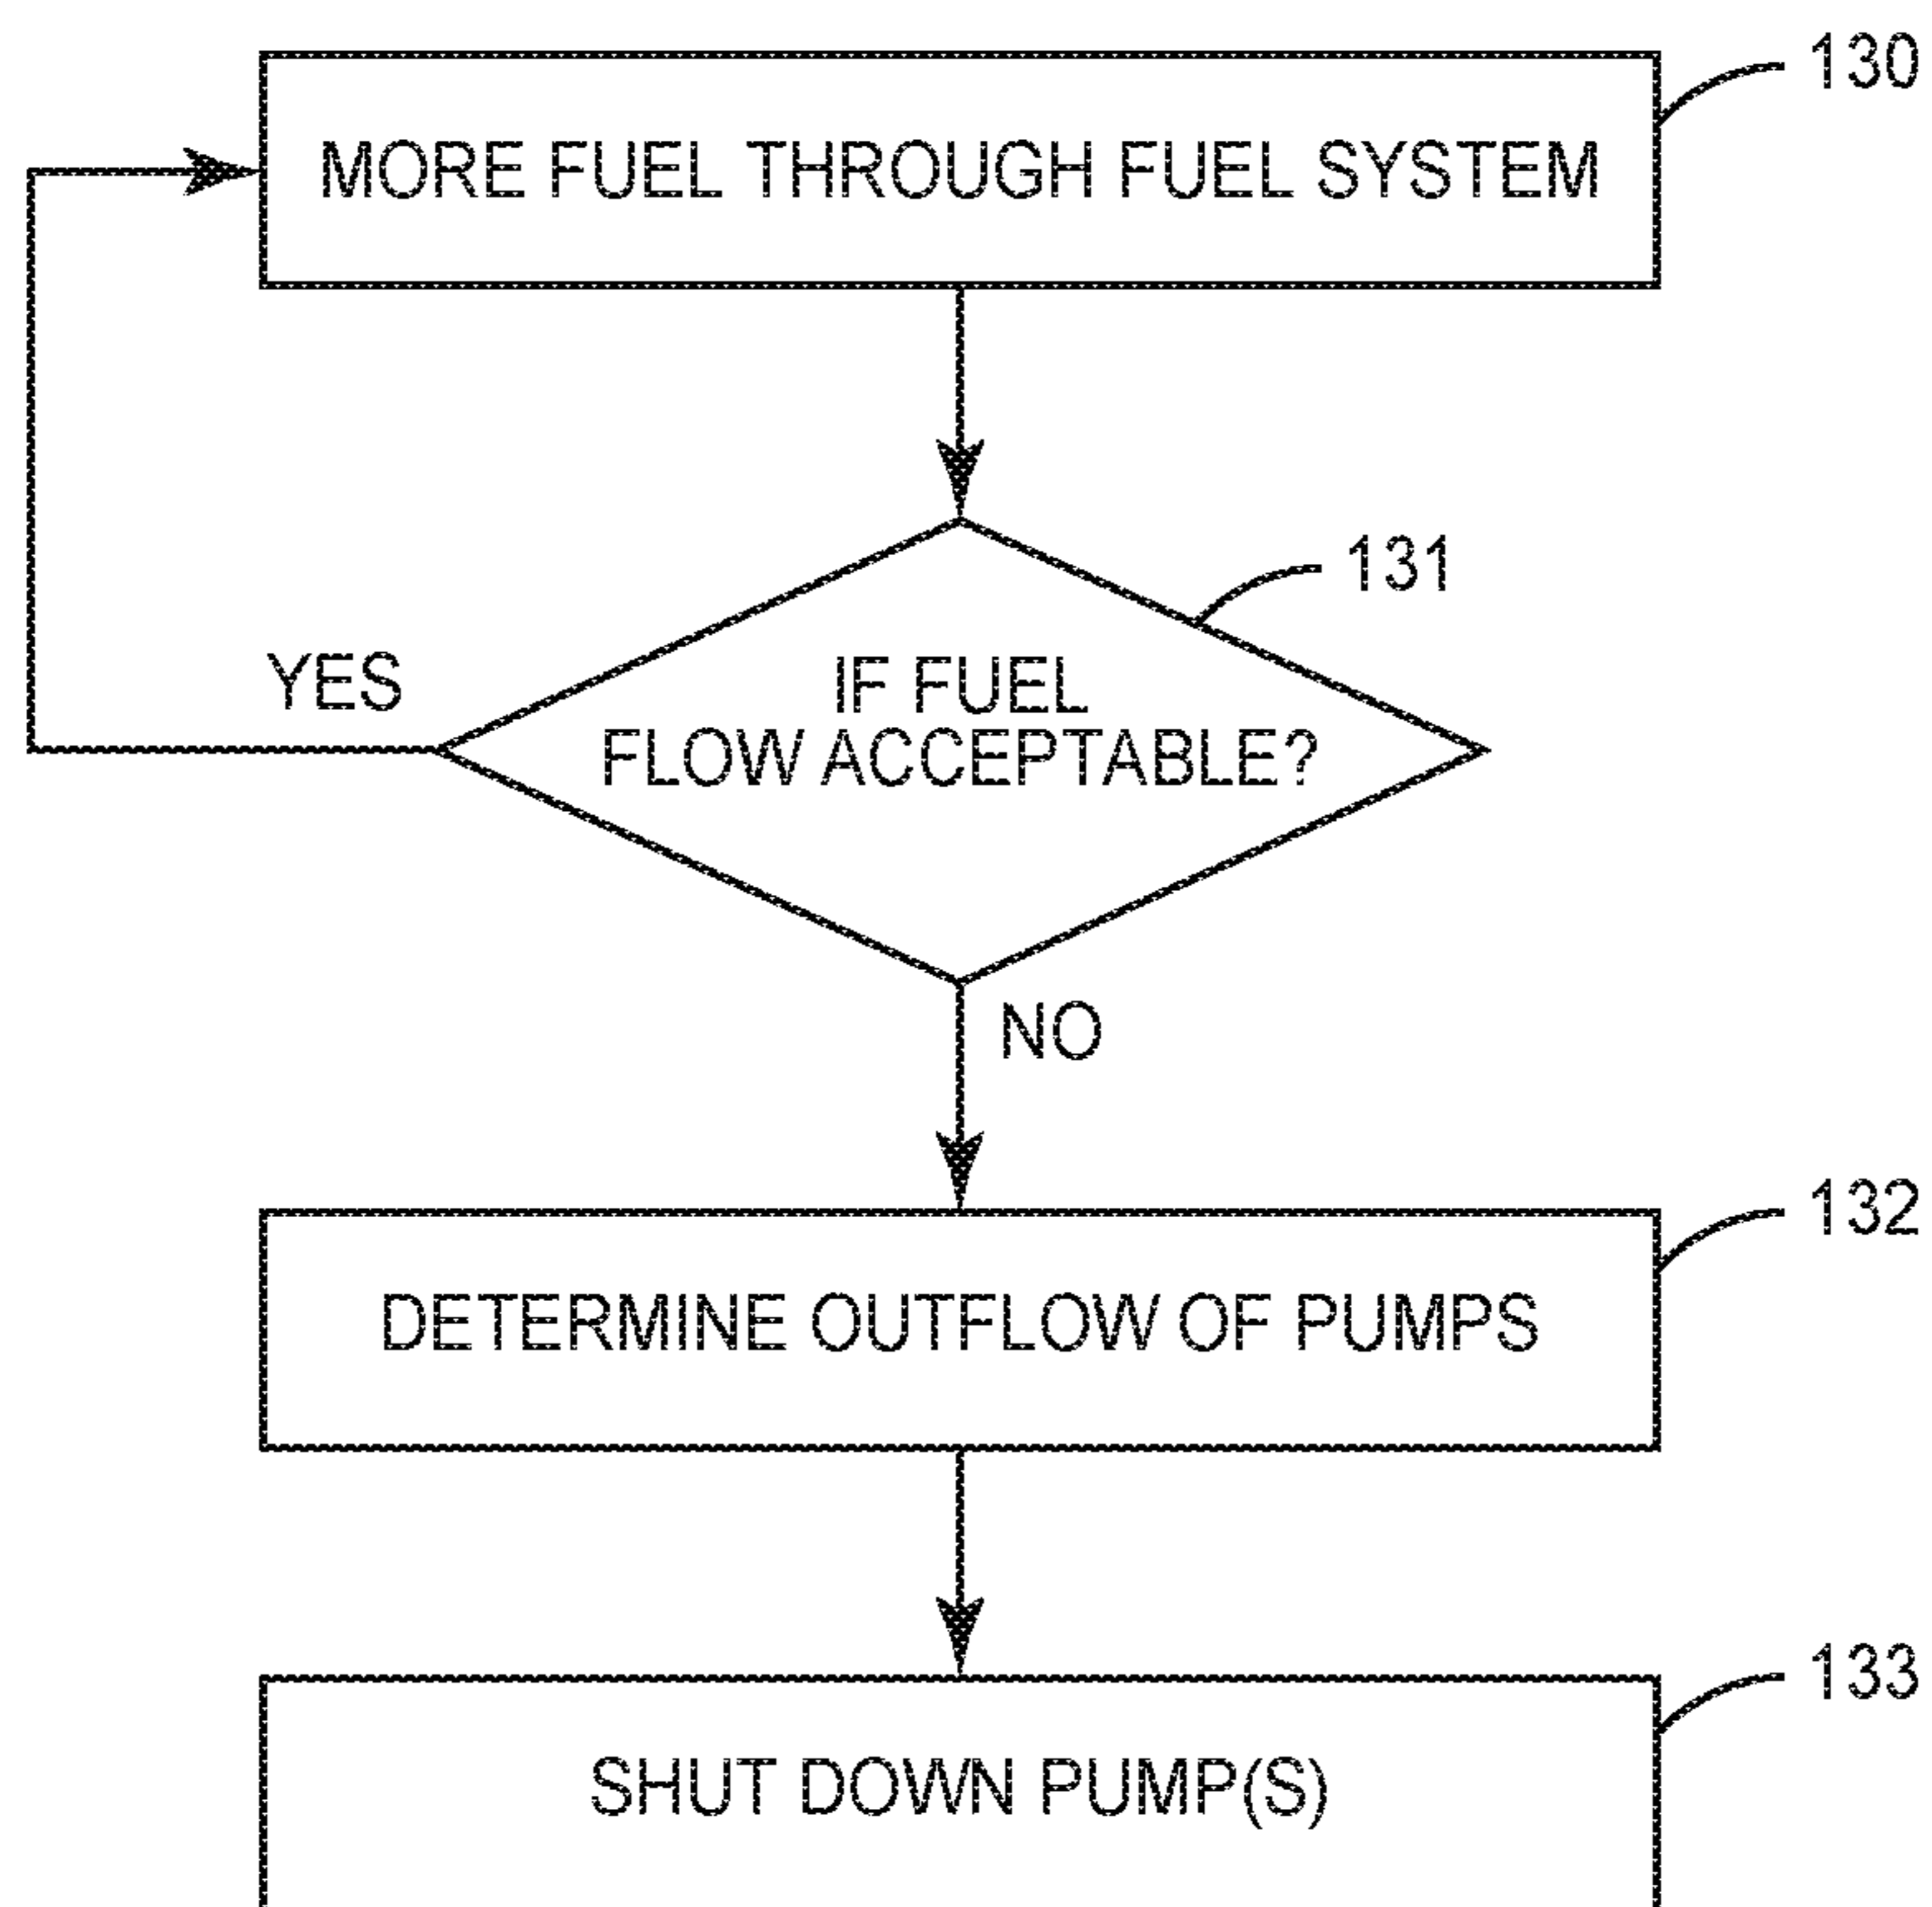 130
MORE FUEL THROUGH FUEL SYSTEM
131
IF FUEL
FLOW ACCEPTABLE?
YES
NO
132
DETERMINE OUTFLOW OF PUMPS
133
SHUT DOWN PUMP(S)